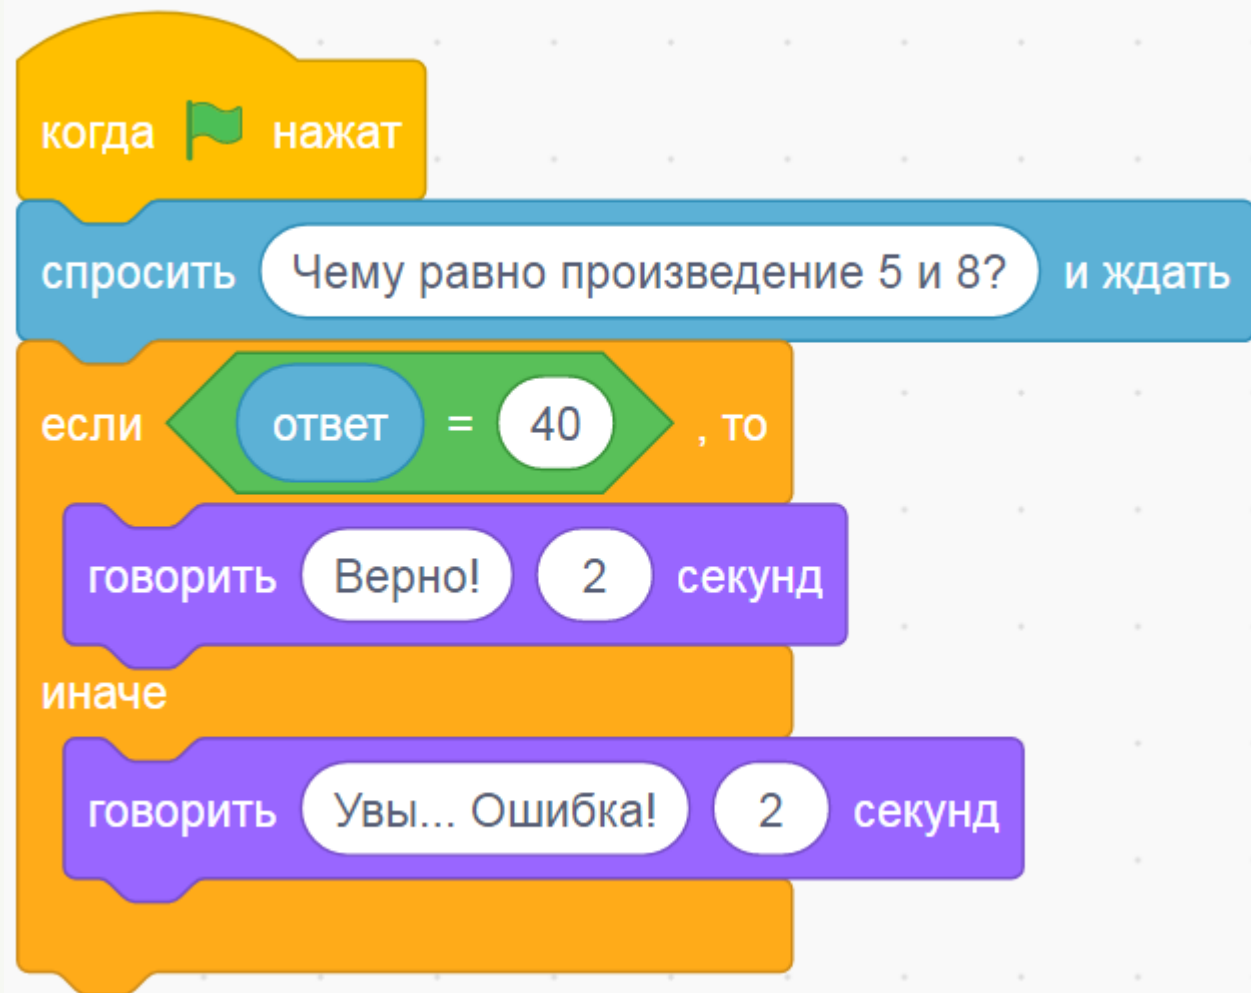 когда нажат
спросить Чему равно произведение 5 и 8? и ждать
если ответ = 40 , то
говорить Верно! 2 секунд
иначе
говорить Увы... Ошибка! 2 секунд